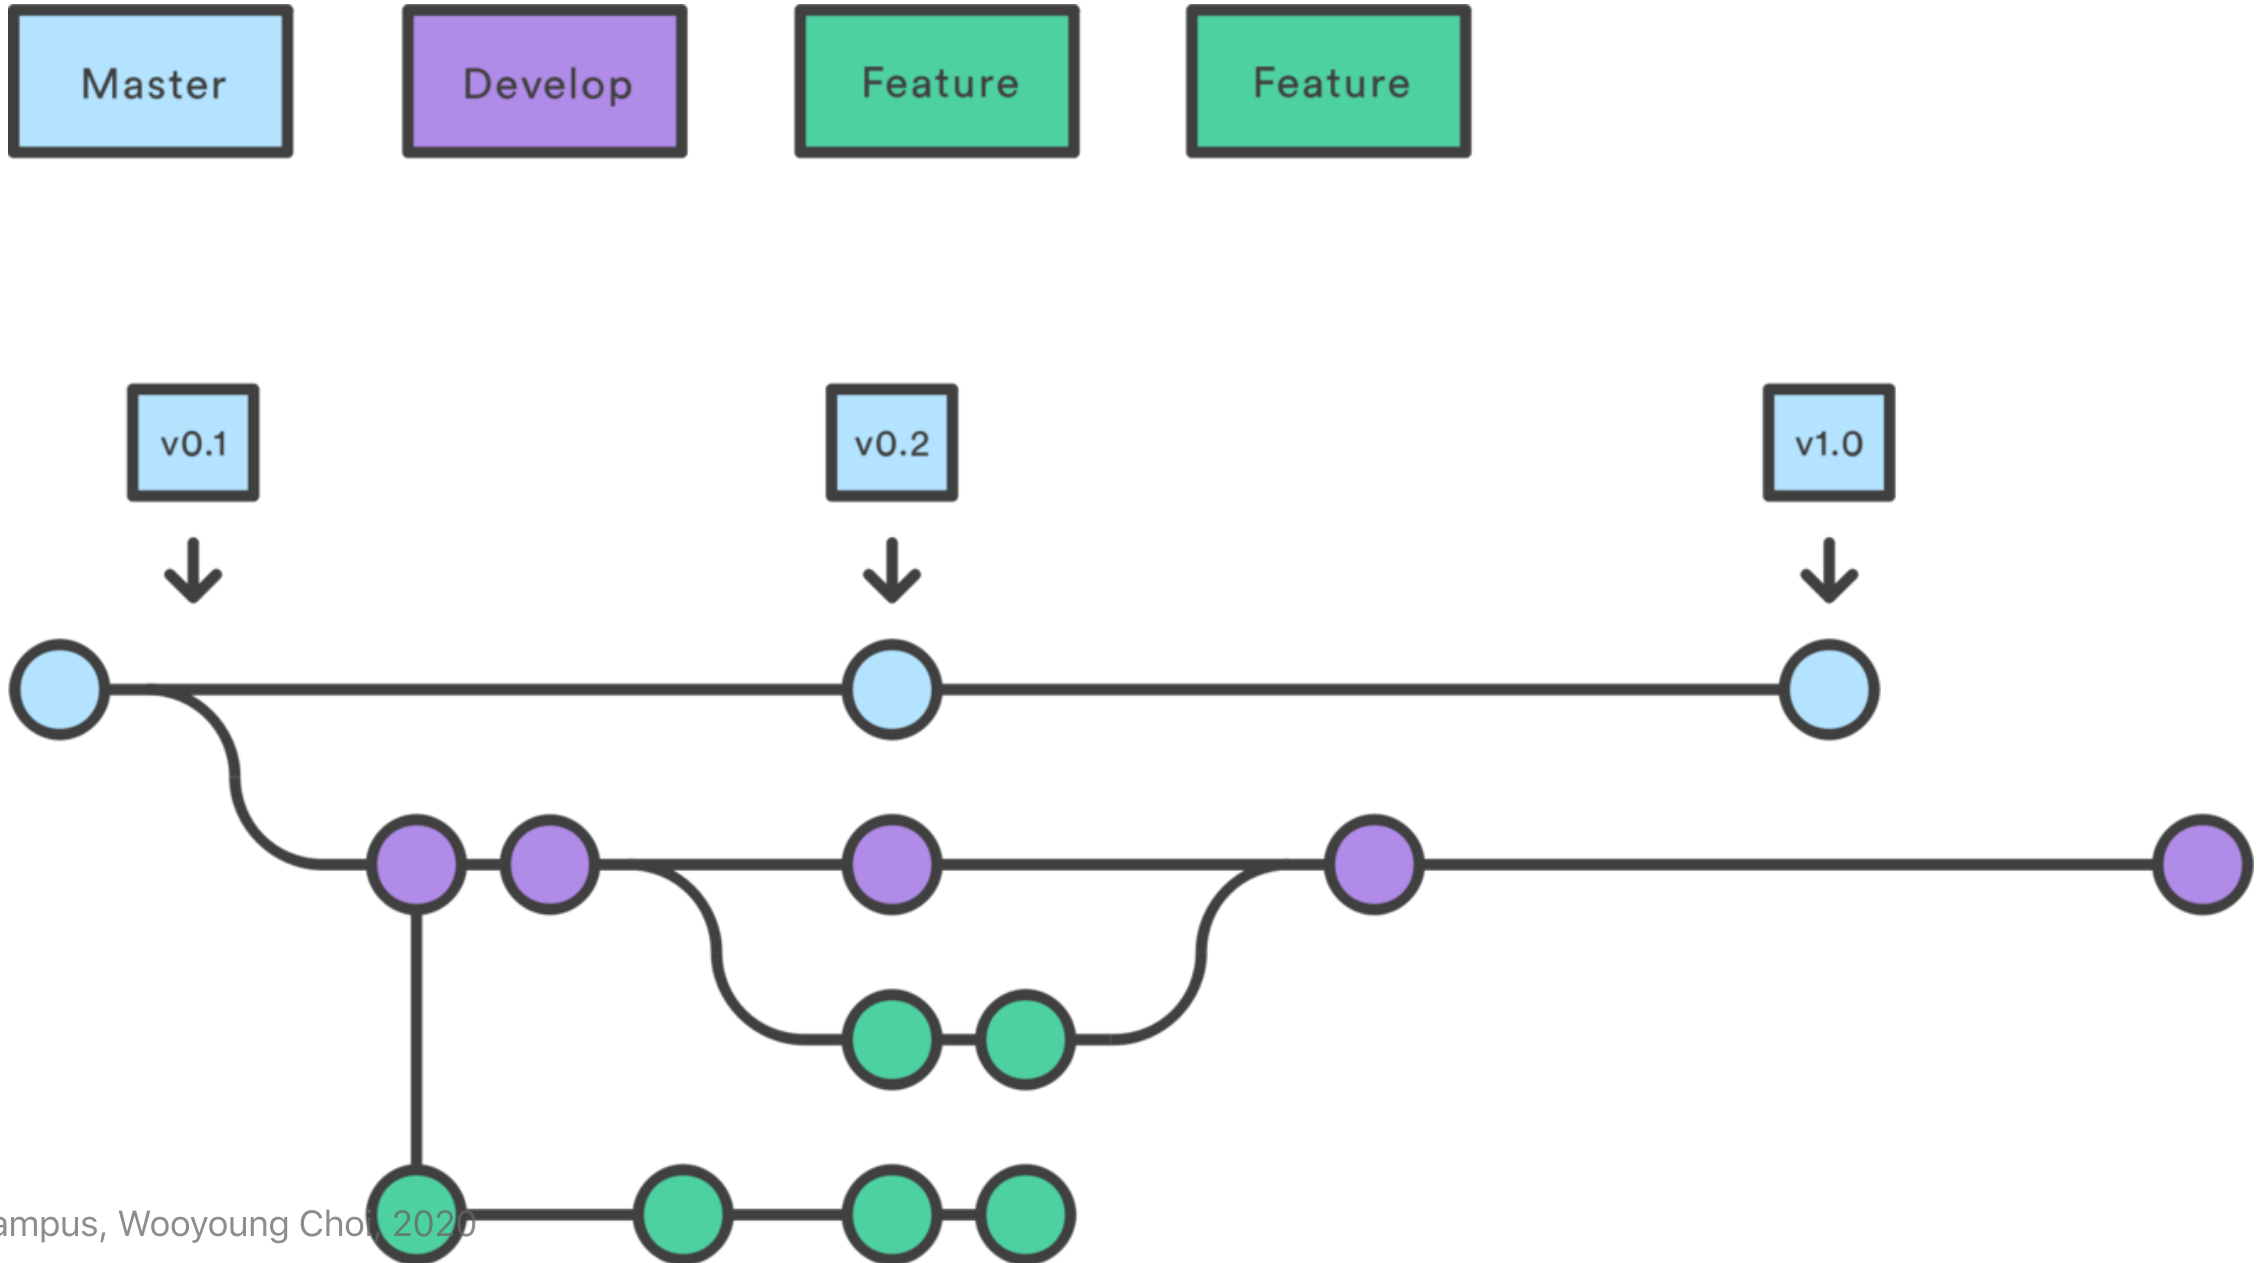 Master
Develop
Feature
Feature
v0.1
v0.2
v1.0
ampus, Wooyoung Choi, 2020